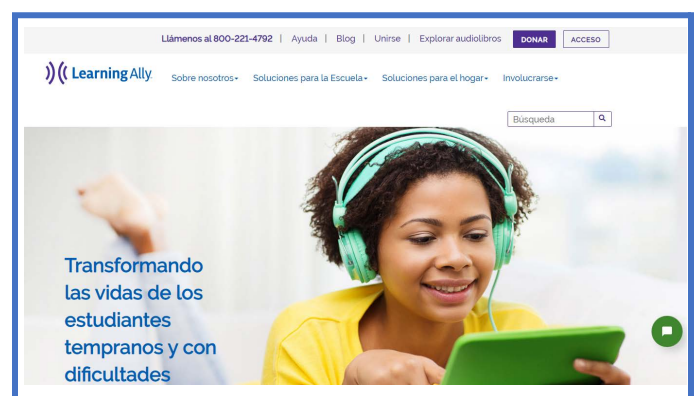 Llámenos al 800-221-4792 | Ayuda | Blog | Unirse | Explorar audiolibros DONAR ACCESO
Learning Ally Sobre nosotros Soluciones para la Escuela Soluciones para el hogar Involucrarse
Búsqueda
Transformando
las vidas de los
estudiantes
tempranos y con
dificultades